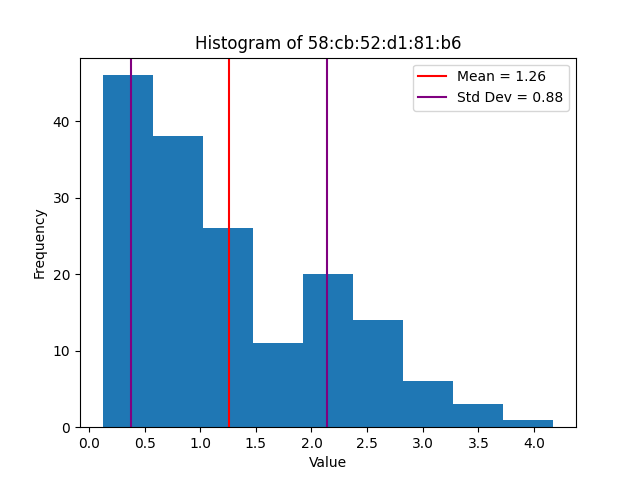 Histogram of 58:cb:52:d1:81:b6
Mean = 1.26
Std Dev = 0.88
Frequency
40
30
20
10
0
0.0 0.5 1.0 1.5 2.0 2.5 3.0 3.5 4.0
Value